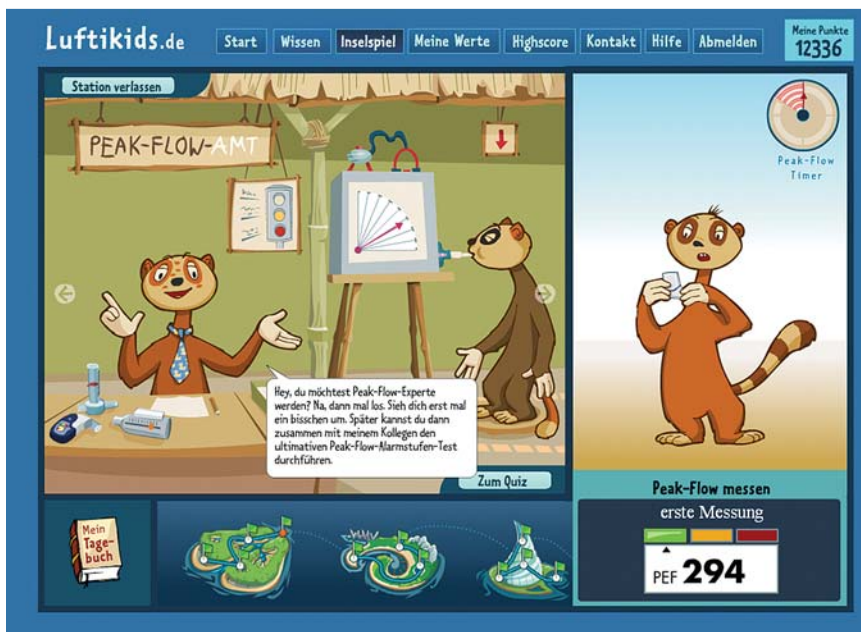 Luftikids.de
Start Wissen Inselspiel Meine Werte Highscore Kontakt Hilfe Abmelden
Meine Punkte
12336
Station verlassen
PEAK-FLOW-AMT
Peak-Flow
Timer
Hey, du möchtest Peak-Flow-Experte
werden? Na, dann mal los. Sieh dich erst mal
ein bisschen um. Später kannst du dann
zusammen mit meinem Kollegen den
ultimativen Peak-Flow-Alarmstufen-Test
durchführen.
Zum Quiz
Peak-Flow messen
erste Messung
PEF 294
Mein
Tage-
buch